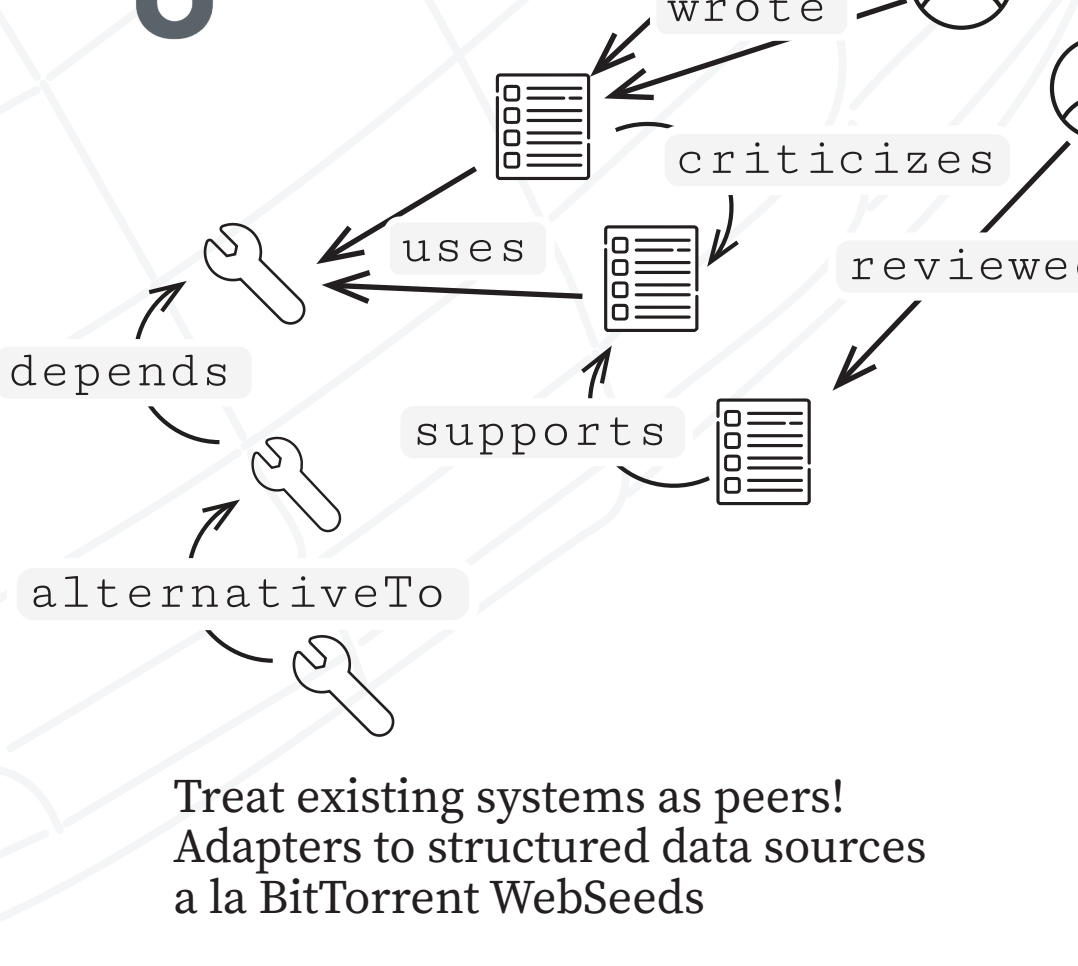 wrote
criticizes
uses
reviewe
depends
supports
alternativeTo
Treat existing systems as peers!
Adapters to structured data sources
a la BitTorrent WebSeeds